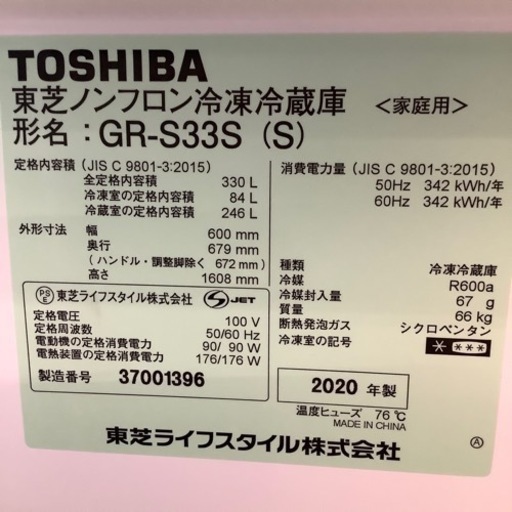 TOSHIBA
東芝ノンフロン冷凍冷蔵庫 <家庭用>
形名:GR-S33S (S)
定格内容積 (JIS C 9801-3:2015)
全定格内容積 330 L
冷凍室の定格内容積 84 L
冷蔵室の定格内容積 246 L
外形寸法 幅 600 mm
奥行 679 mm
(ハンドル・調整脚除く 672 mm)
高さ 1608 mm
消費電力量 (JIS C 9801-3:2015)
50Hz 342 kWh/年
60Hz 342 kWh/年
種類 冷凍冷蔵庫
冷媒 R600a
冷媒封入量 67 g
質量 66 kg
断熱発泡ガス シクロペンタン
冷凍室の記号 * ***
PSE 東芝ライフスタイル株式会社 S JET
定格電圧 100 V
定格周波数 50/60 Hz
電動機の定格消費電力 90/ 90 W
電熱装置の定格消費電力 176/176 W
製造番号 37001396
2020 年製
温度ヒューズ 76℃
MADE IN CHINA
東芝ライフスタイル株式会社
A